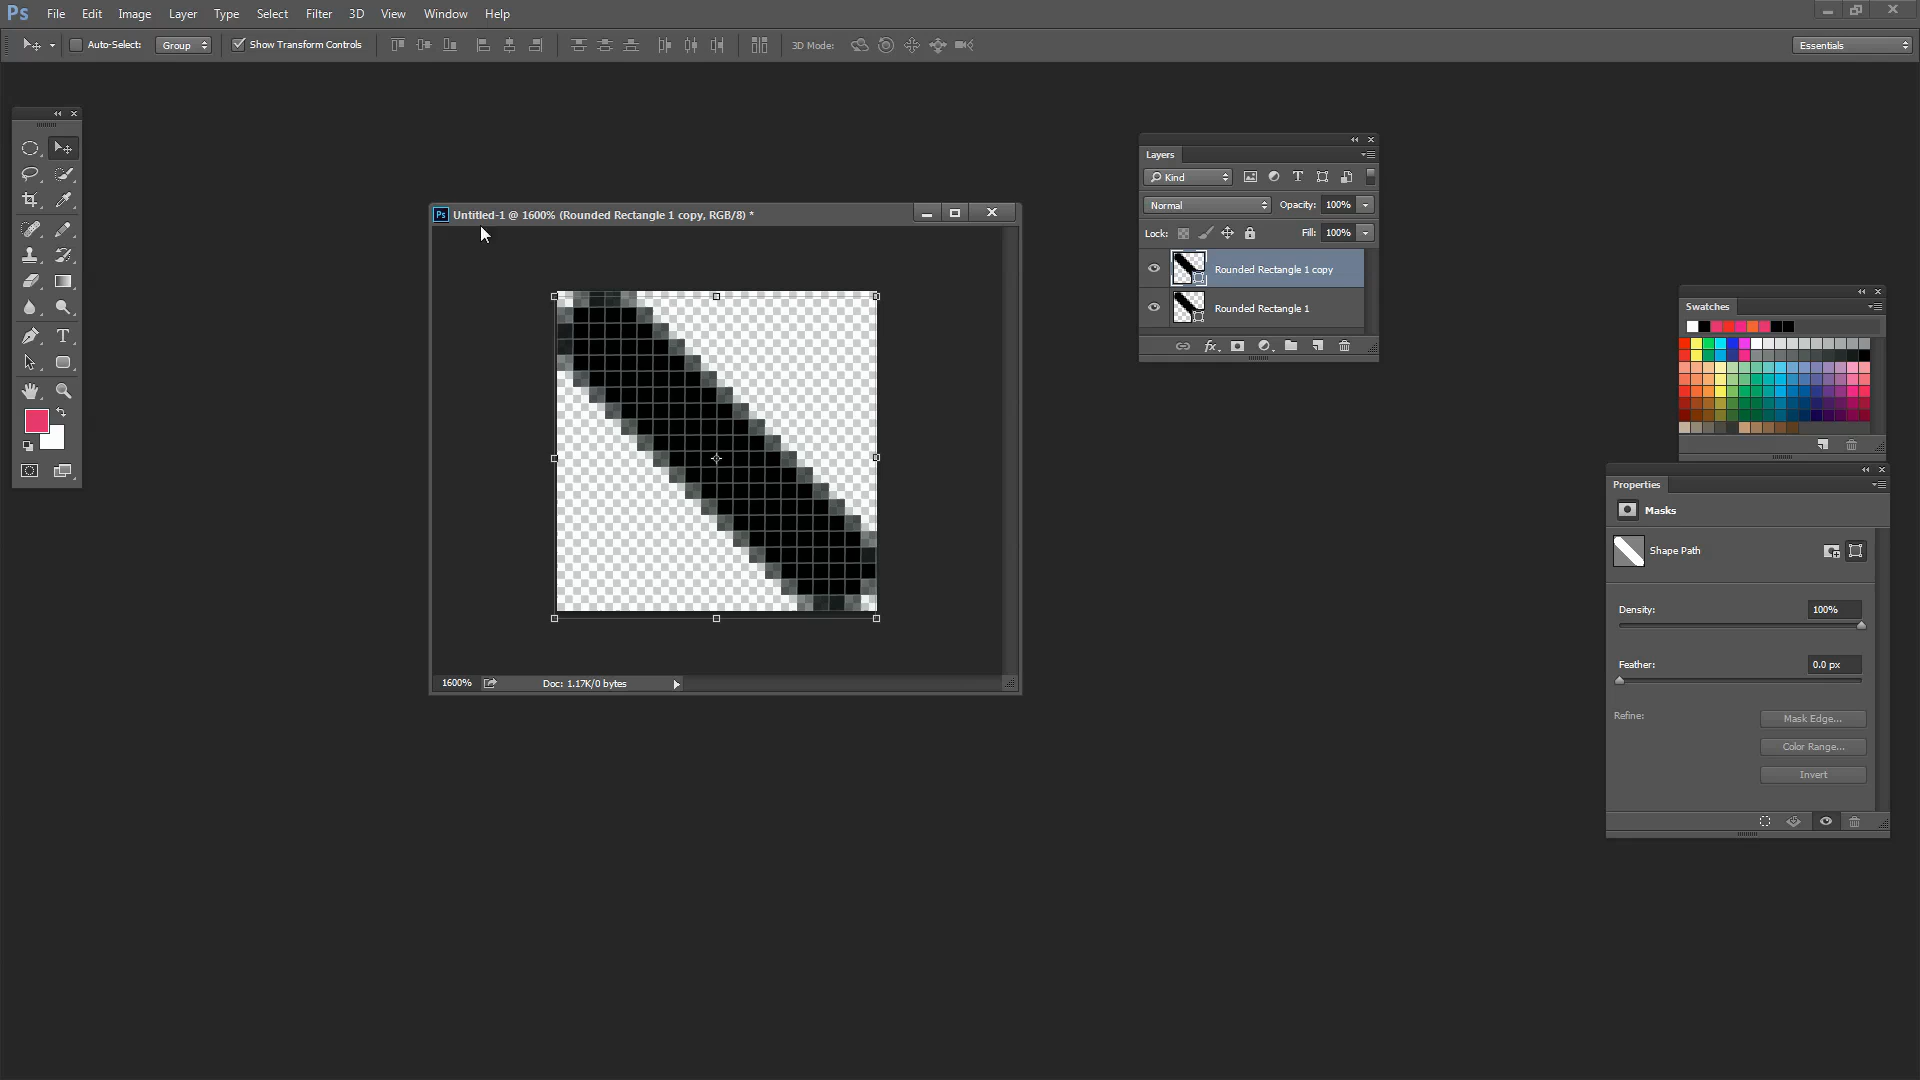 Ps File Edit Image Layer Type Select Filter 3D View Window Help
Auto-Select: Group Show Transform Controls 3D Mode: Essentials
Layers
Kind
Normal Opacity: 100%
Lock: Fill: 100%
Rounded Rectangle 1 copy
Rounded Rectangle 1
Ps Untitled-1 @ 1600% (Rounded Rectangle 1 copy, RGB/8) *
1600% Doc: 1.17K/0 bytes
Swatches
Properties
Masks
Shape Path
Density: 100%
Feather: 0.0 px
Refine: Mask Edge...
Color Range...
Invert